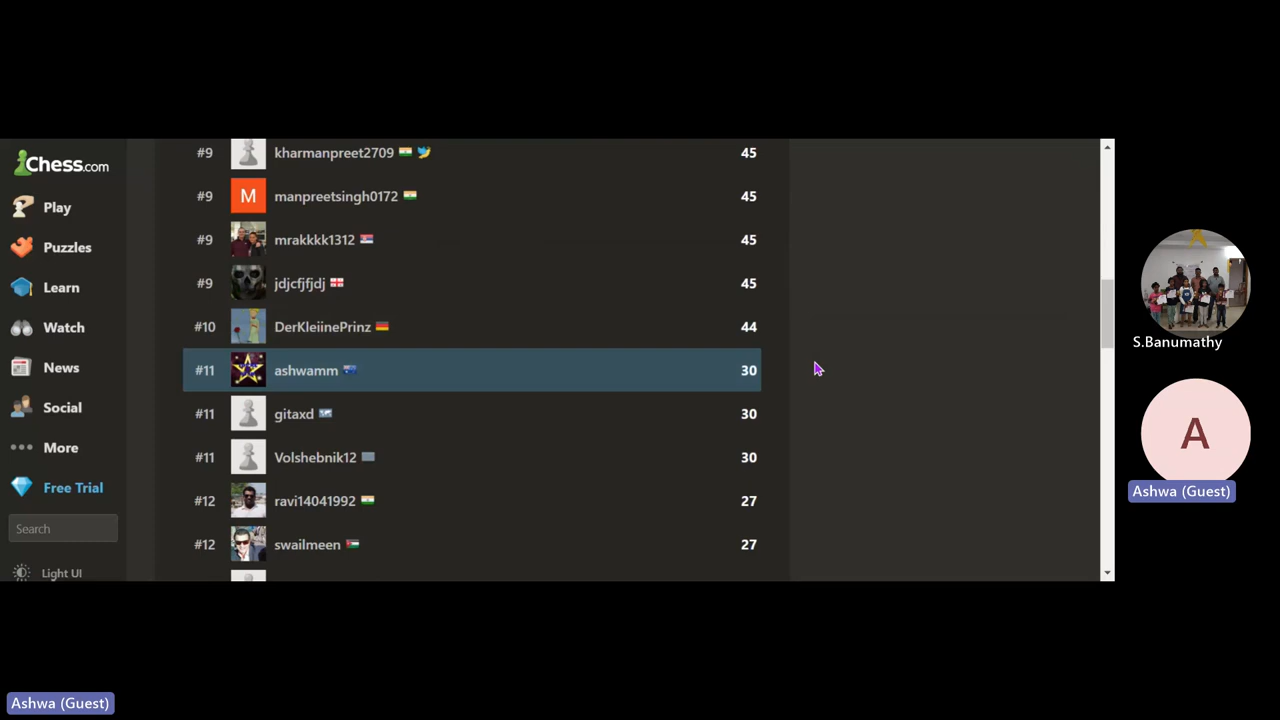 Chess.com
Play
Puzzles
Learn
Watch
News
Social
More
Free Trial
Search
Light UI
#9 kharmanpreet2709 45
#9 M manpreetsingh0172 45
#9 mrakkkk1312 45
#9 jdjcfjfjdj 45
#10 DerKleiinePrinz 44
#11 ashwamm 30
#11 gitaxd 30
#11 Volshebnik12 30
#12 ravi14041992 27
#12 swailmeen 27
S.Banumathy
A
Ashwa (Guest)
Ashwa (Guest)